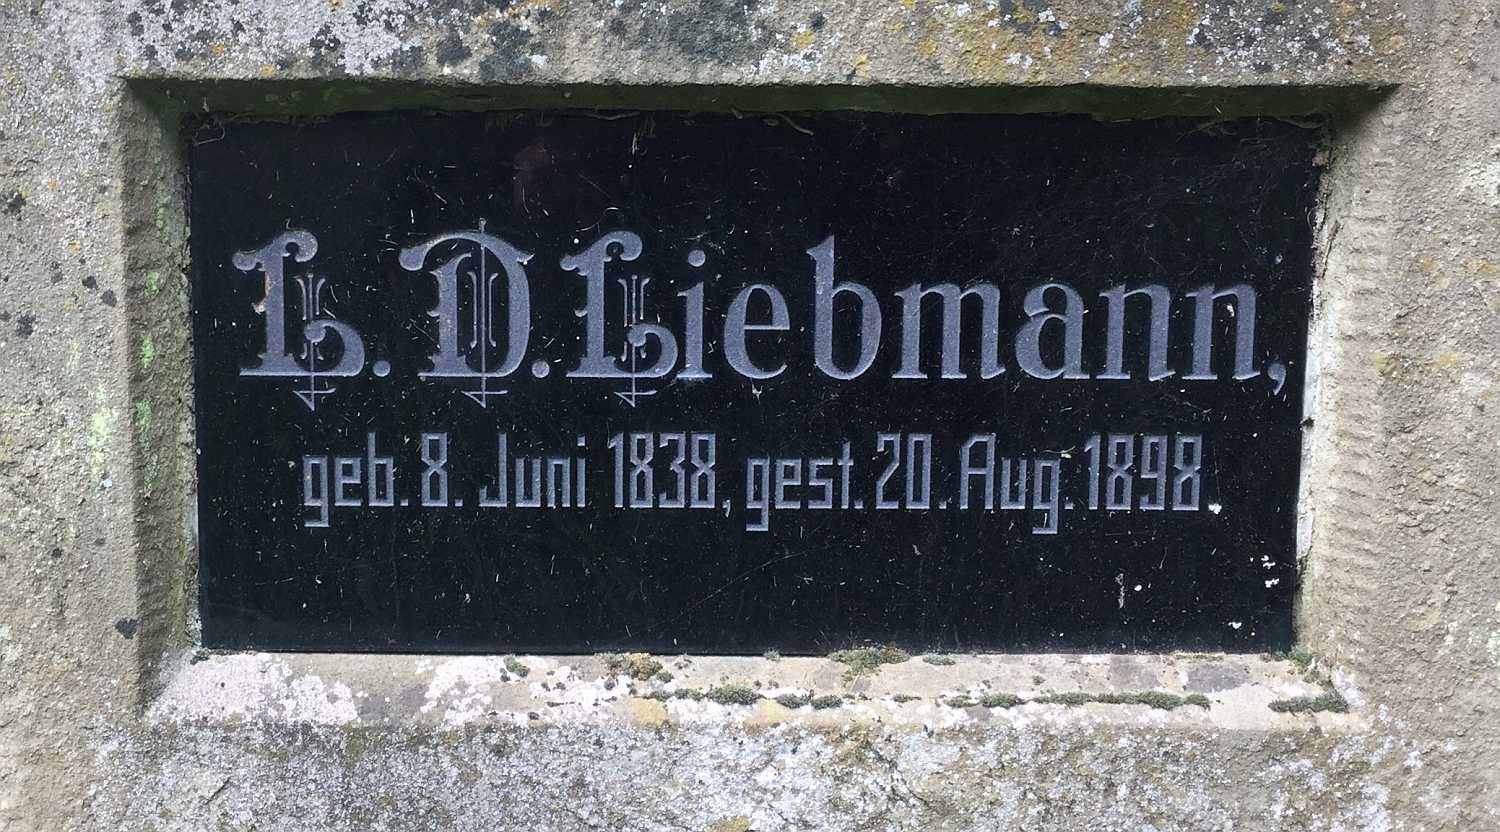 L. D. Liebmann,
geb. 8. Juni 1838, gest. 20. Aug. 1898.